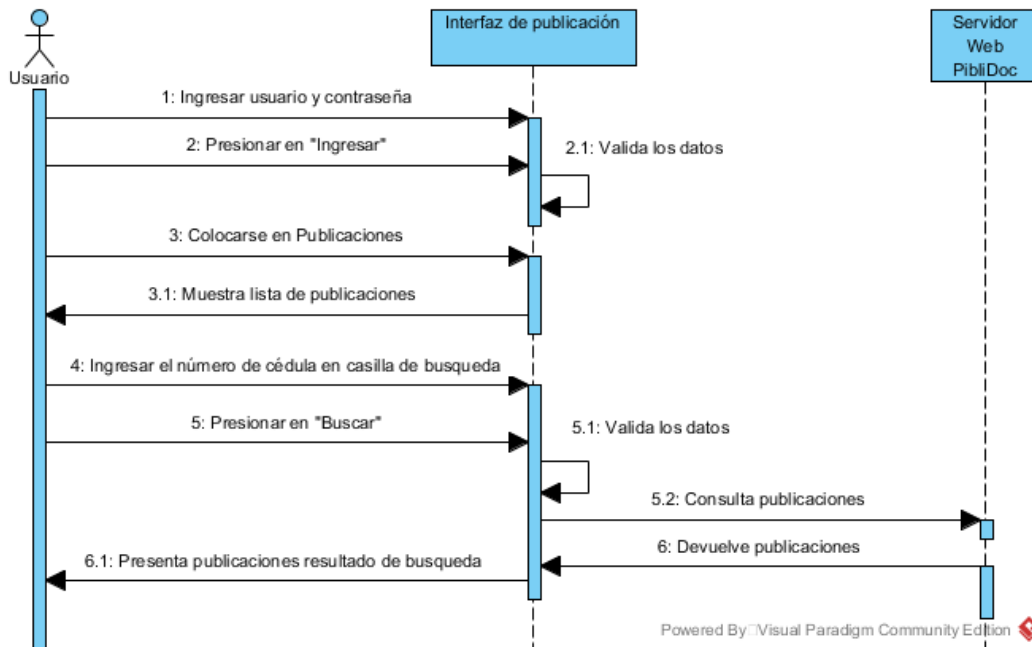 Usuario
Interfaz de publicación
Servidor
Web
PibliDoc
1: Ingresar usuario y contraseña
2: Presionar en "Ingresar"
2.1: Valida los datos
3: Colocarse en Publicaciones
3.1: Muestra lista de publicaciones
4: Ingresar el número de cédula en casilla de busqueda
5: Presionar en "Buscar"
5.1: Valida los datos
5.2: Consulta publicaciones
6: Devuelve publicaciones
6.1: Presenta publicaciones resultado de busqueda
Powered By Visual Paradigm Community Edition